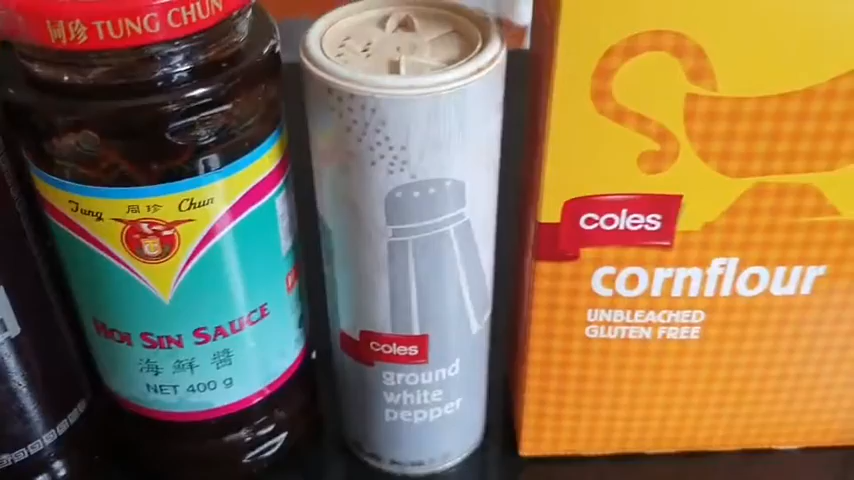 同珍 TUNG CHUN
Tung 同珍 Chun
HOI SIN SAUCE
海鮮醬
NET 400 g
coles
ground
white
pepper
coles
Cornflour
UNBLEACHED
GLUTEN FREE